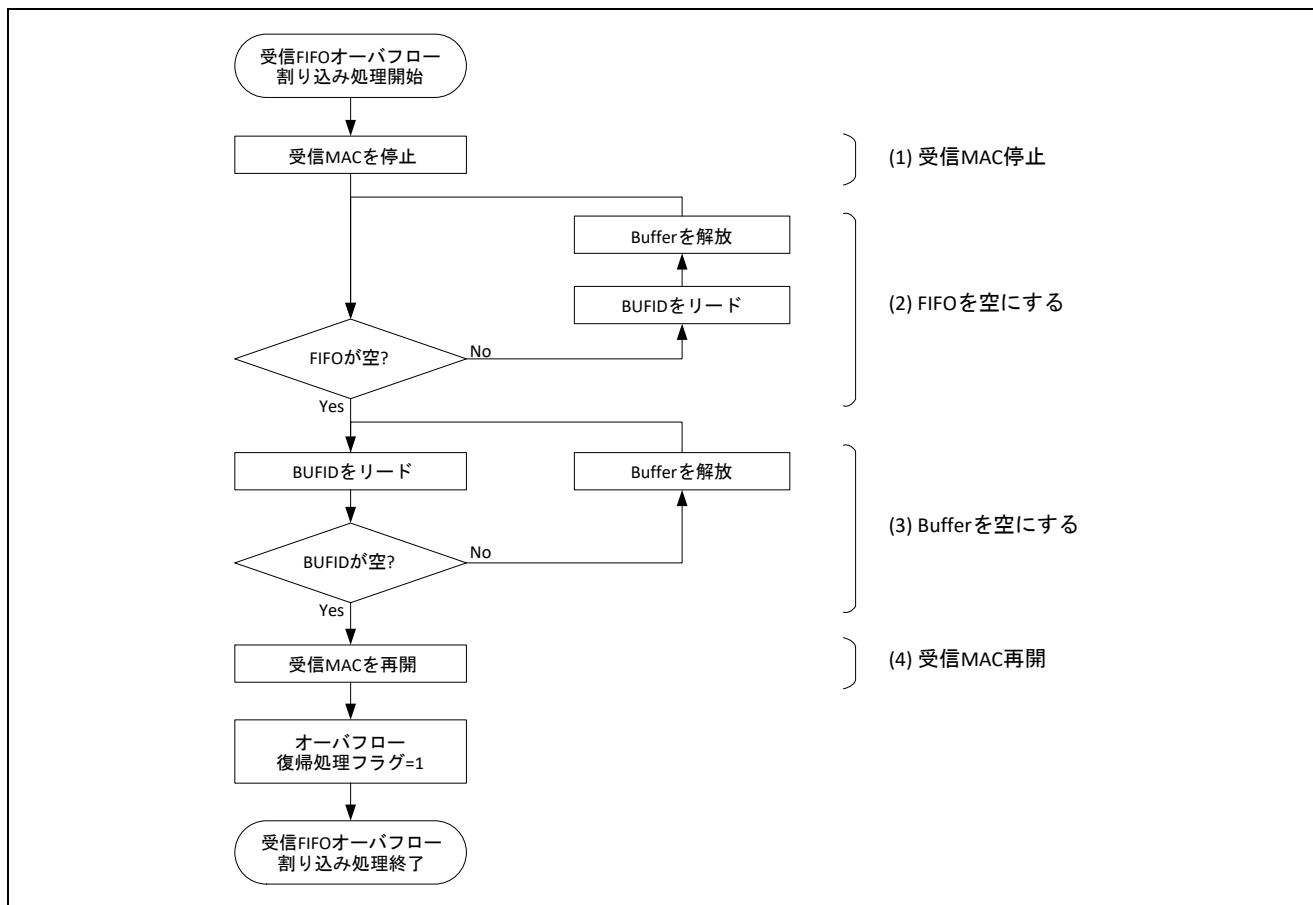 受信FIFOオーバフロー
割り込み処理開始
受信MACを停止
(1) 受信MAC停止
Bufferを解放
BUFIDをリード
(2) FIFOを空にする
FIFOが空?
No
Yes
BUFIDをリード
Bufferを解放
(3) Bufferを空にする
BUFIDが空?
No
Yes
受信MACを再開
(4) 受信MAC再開
オーバフロー
復帰処理フラグ=1
受信FIFOオーバフロー
割り込み処理終了